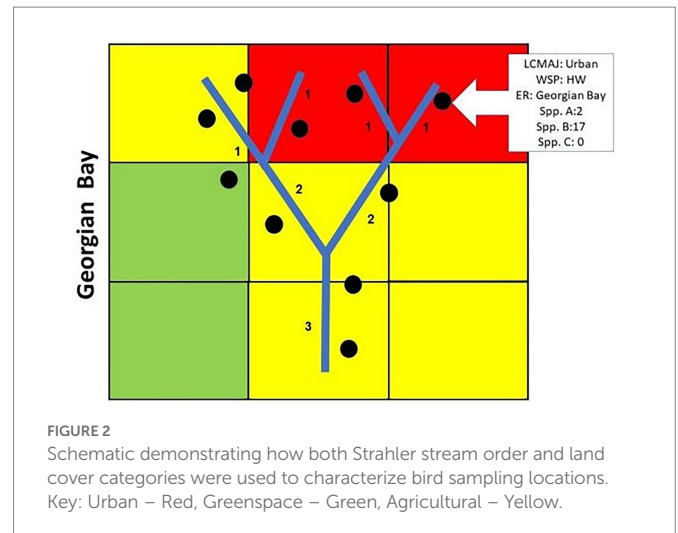 LCMAJ: Urban
WSP: HW
ER: Georgian Bay
Spp. A:2
Spp. B:17
Spp. C: 0
Georgian Bay
1
1
1
1
2
2
3
FIGURE 2
Schematic demonstrating how both Strahler stream order and land
cover categories were used to characterize bird sampling locations.
Key: Urban – Red, Greenspace – Green, Agricultural – Yellow.